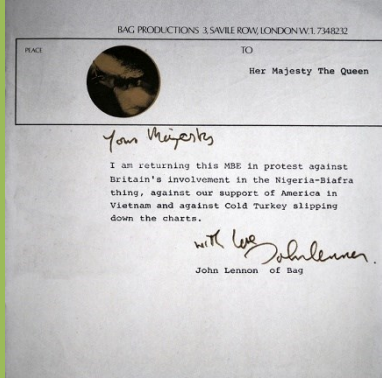 BAG PRODUCTIONS 3, SAVILE ROW, LONDON W.1. 7348232
PLACE
TO
Her Majesty The Queen
Your Majesty
I am returning this MBE in protest against
Britain's involvement in the Nigeria-Biafra
thing, against our support of America in
Vietnam and against Cold Turkey slipping
down the charts.
with love
John Lennon.
John Lennon of Bag